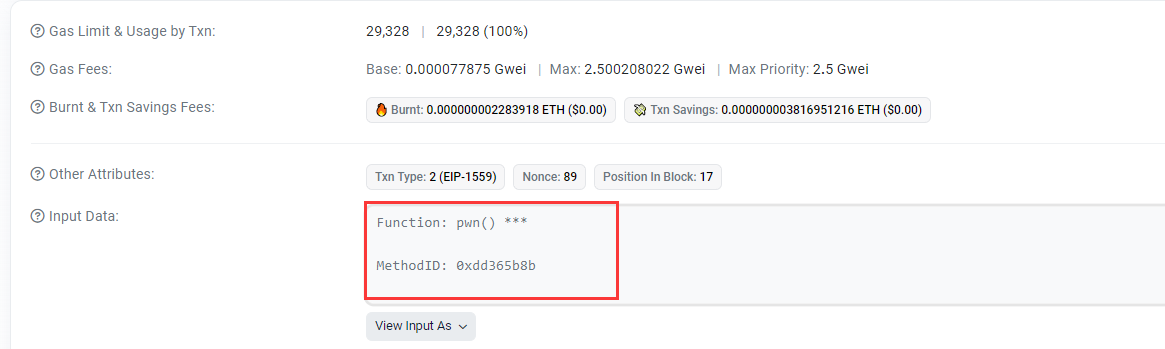 Gas Limit & Usage by Txn: 29,328 | 29,328 (100%)
Gas Fees: Base: 0.000077875 Gwei | Max: 2.500208022 Gwei | Max Priority: 2.5 Gwei
Burnt & Txn Savings Fees: Burnt: 0.000000002283918 ETH ($0.00) Txn Savings: 0.000000003816951216 ETH ($0.00)
Other Attributes: Txn Type: 2 (EIP-1559) Nonce: 89 Position In Block: 17
Input Data: Function: pwn() ***
MethodID: 0xdd365b8b
View Input As